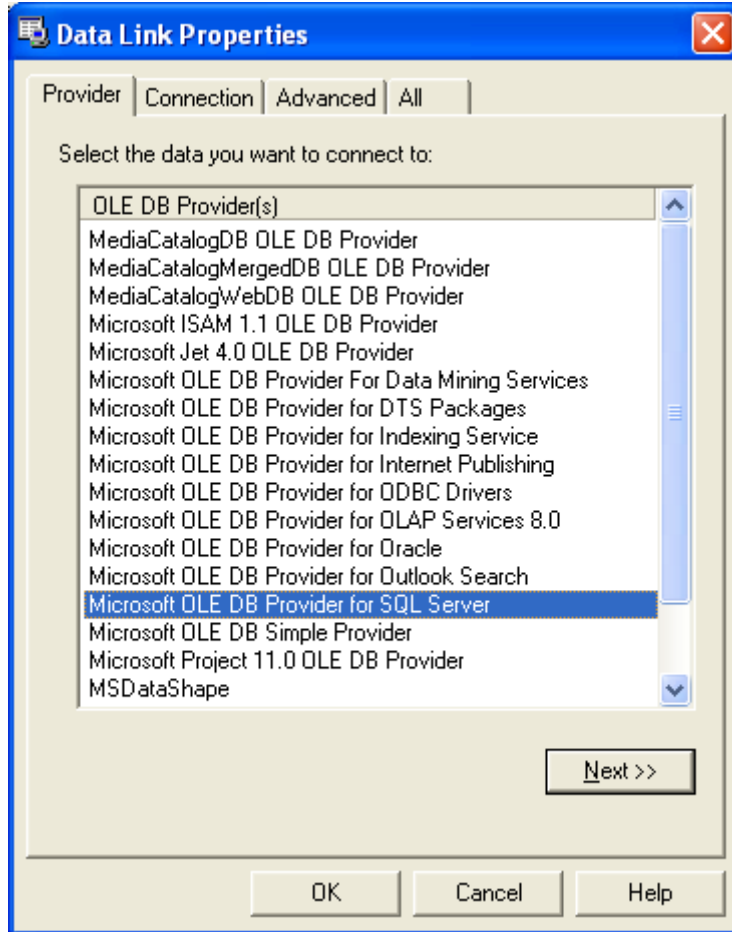 Data Link Properties
Provider Connection Advanced All
Select the data you want to connect to:
OLE DB Provider(s)
MediaCatalogDB OLE DB Provider
MediaCatalogMergedDB OLE DB Provider
MediaCatalogWebDB OLE DB Provider
Microsoft ISAM 1.1 OLE DB Provider
Microsoft Jet 4.0 OLE DB Provider
Microsoft OLE DB Provider For Data Mining Services
Microsoft OLE DB Provider for DTS Packages
Microsoft OLE DB Provider for Indexing Service
Microsoft OLE DB Provider for Internet Publishing
Microsoft OLE DB Provider for ODBC Drivers
Microsoft OLE DB Provider for OLAP Services 8.0
Microsoft OLE DB Provider for Oracle
Microsoft OLE DB Provider for Outlook Search
Microsoft OLE DB Provider for SQL Server
Microsoft OLE DB Simple Provider
Microsoft Project 11.0 OLE DB Provider
MSDataShape
Next >>
OK Cancel Help